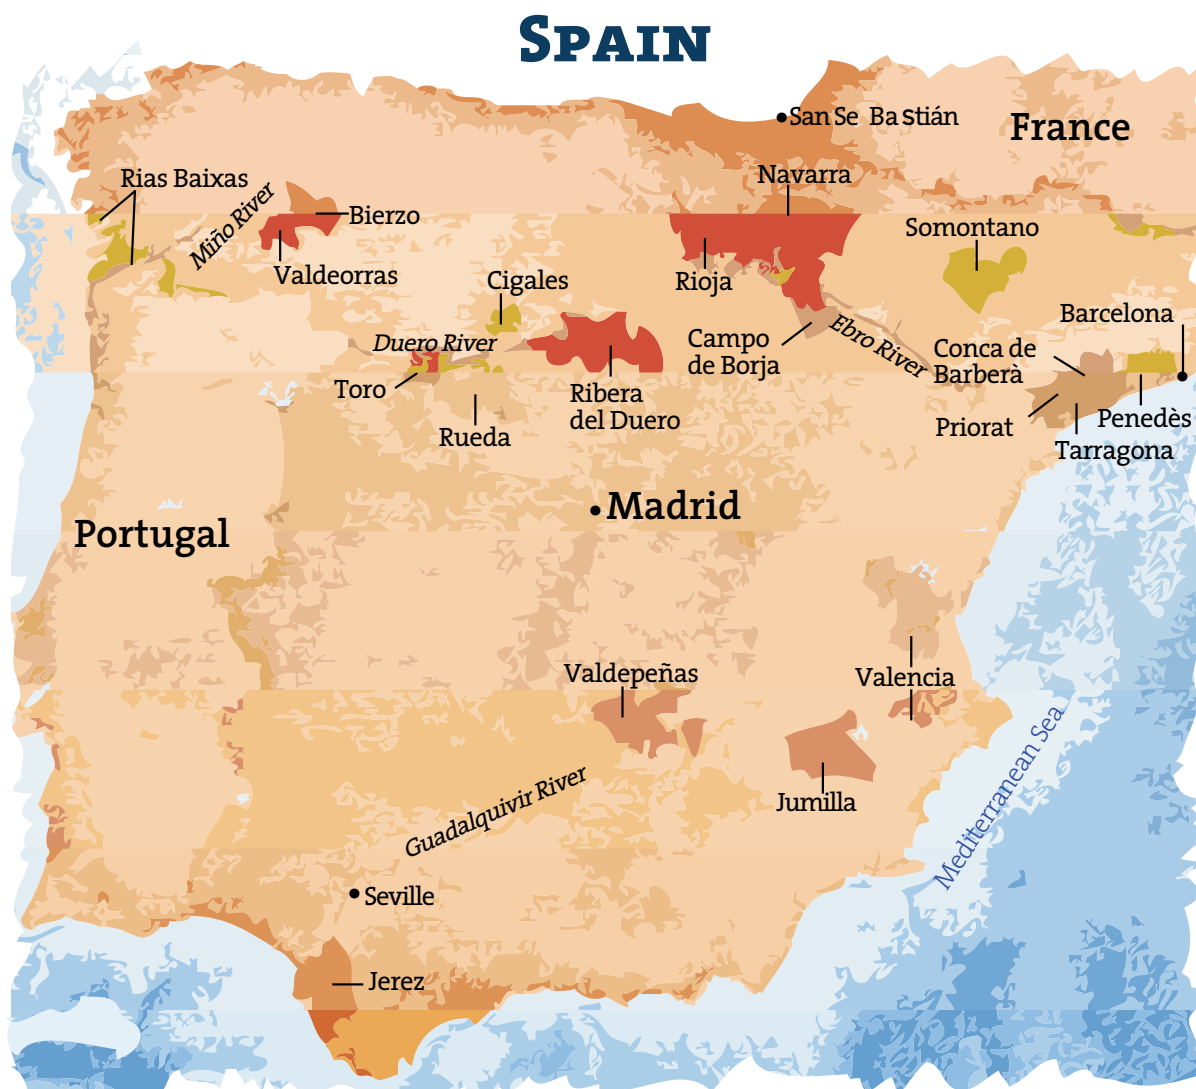 SPAIN
San Se Bastián
France
Navarra
Rias Baixas
Miño River
Bierzo
Somontano
Valdeorras
Cigales
Rioja
Barcelona
Ebro River
Campo
de Borja
Duero River
Conca de
Barberà
Toro
Ribera
del Duero
Rueda
Priorat
Penedès
Tarragona
Madrid
Portugal
Valdepeñas
Valencia
Mediterranean Sea
Jumilla
Guadalquivir River
Seville
Jerez